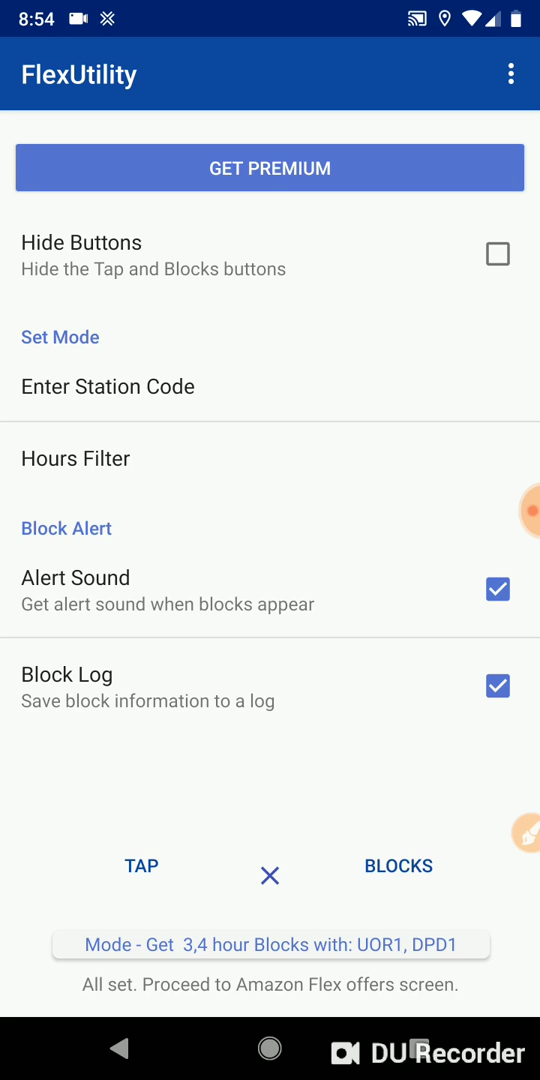 8:54
FlexUtility
GET PREMIUM
Hide Buttons
Hide the Tap and Blocks buttons
Set Mode
Enter Station Code
Hours Filter
Block Alert
Alert Sound
Get alert sound when blocks appear
Block Log
Save block information to a log
TAP BLOCKS
Mode - Get 3,4 hour Blocks with: UOR1, DPD1
All set. Proceed to Amazon Flex offers screen.
DU Recorder